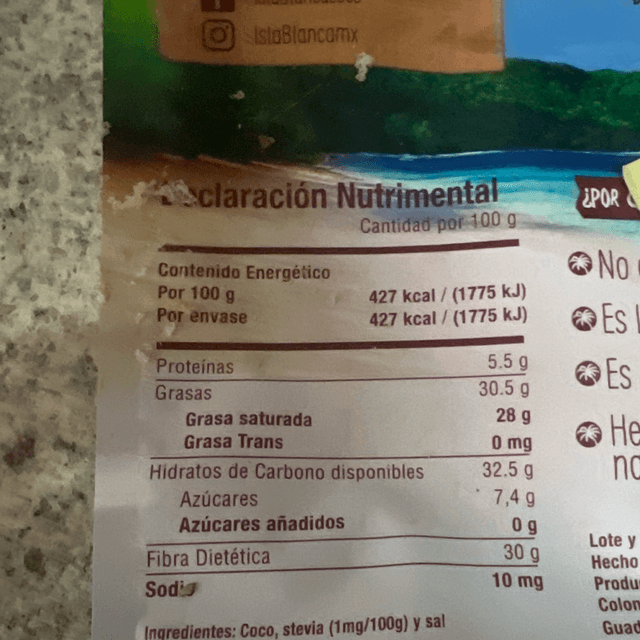 IslaBlancamx
Declaración Nutrimental
Cantidad por 100 g
Contenido Energético
Por 100 g 427 kcal / (1775 kJ)
Por envase 427 kcal / (1775 kJ)
Proteínas 5.5 g
Grasas 30.5 g
Grasa saturada 28 g
Grasa Trans 0 mg
Hidratos de Carbono disponibles 32.5 g
Azúcares 7,4 g
Azúcares añadidos 0 g
Fibra Dietética 30 g
Sodio 10 mg
Ingredientes: Coco, stevia (1mg/100g) y sal
¿POR
No
Es
Es
He
no
Lote y
Hecho
Produ
Colon
Guad